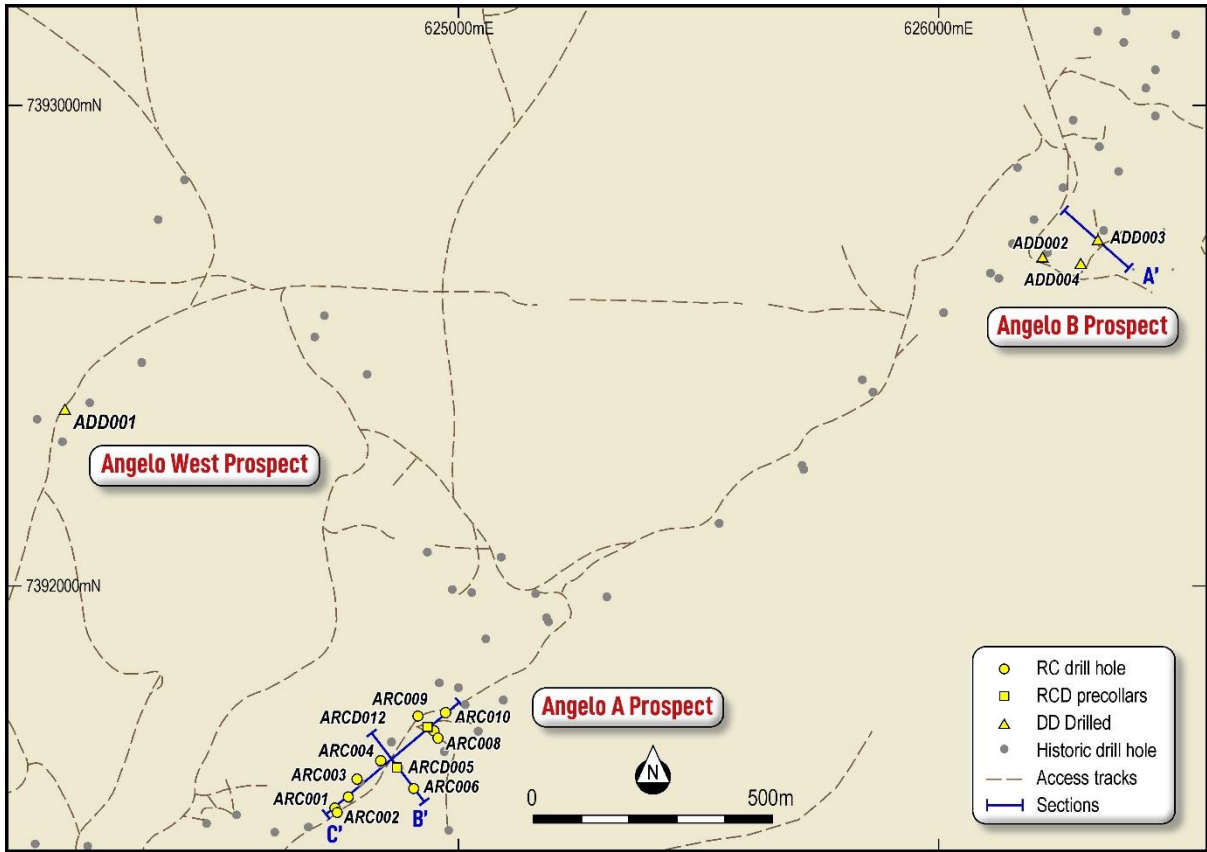 625000mE
626000mE
7393000mN
ADD002
ADD003
ADD004
A'
Angelo B Prospect
ADD001
Angelo West Prospect
7392000mN
ARC009
Angelo A Prospect
ARCD012
ARC010
ARC008
ARC004
ARCD005
ARC003
ARC006
ARC001
ARC002
B'
C'
N
0
500m
RC drill hole
RCD precollars
DD Drilled
Historic drill hole
Access tracks
Sections